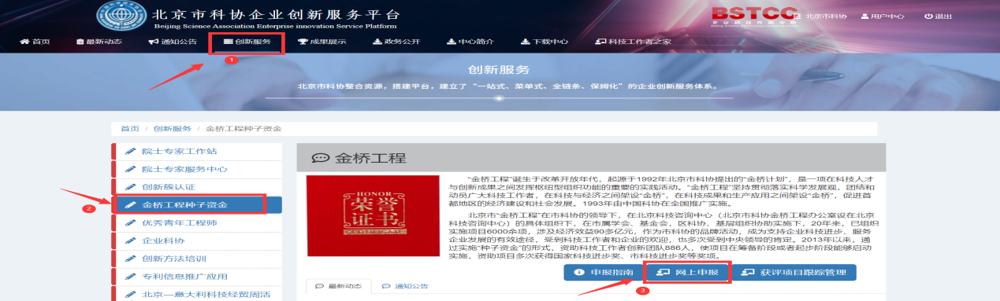 北京市科协企业创新服务平台
Beijing Science Association Enterprise innovation Service Platform
BSTCC
北京市科协 用户中心 退出
首页 最新动态 通知公告 创新服务 成果展示 政务公开 中心简介 下载中心 科技工作者之家
1
创新服务
北京市科协整合资源，搭建平台，建立了“一站式、菜单式、全链条、保姆化”的企业创新服务体系。
首页 / 创新服务 / 金桥工程种子资金
院士专家工作站
院士专家服务中心
创新簇认证
金桥工程种子资金
2
优秀青年工程师
企业科协
创新方法培训
专利信息推广应用
北京—意大利科技经贸周活
金桥工程
HONOR
荣誉
证书
“金桥工程”诞生于改革开放年代，起源于1992年北京市科协提出的“金桥计划”，是一项在科技人才
与创新成果之间发挥枢纽型组织功能的重要的实践活动。“金桥工程”坚持贯彻落实科学发展观，团结和
动员广大科技工作者，在科技与经济之间架设“金桥”，在科技成果和生产应用之间架设“金桥”，促进首
都地区的经济建设和社会发展。1993年由中国科协在全国推广实施。
北京市“金桥工程”在市科协的领导下，在北京科技咨询中心（北京市科协金桥工程办公室设在北京
科技咨询中心）的具体组织下，在市属学会、基金会，区科协、基层组织协助实施下，20年来，已组织
实施项目6000余项，涉及经济效益90多亿元，作为市科协的品牌活动，成为支持企业科技进步、服务
企业发展的有效途径，受到科技工作者和企业的欢迎，也多次受到中央领导的肯定。2013年以来，通
过实施“种子资金”的形式，资助科技工作者创新团队886人，使项目在筹备阶段或者起步阶段能够启动
实施，资助项目多次获得国家科技进步奖、市科技进步奖等奖项。
申报指南 网上申报 获评项目跟踪管理
3
最新动态 通知公告